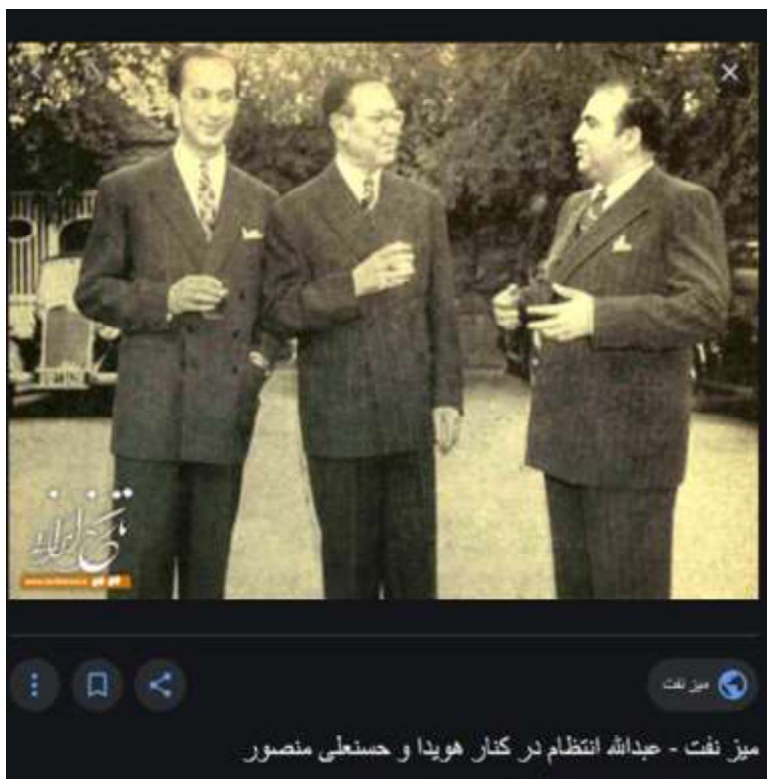 میز نفت
میز نفت - عبدالله انتظام در کنار هویدا و حسنعلی منصور